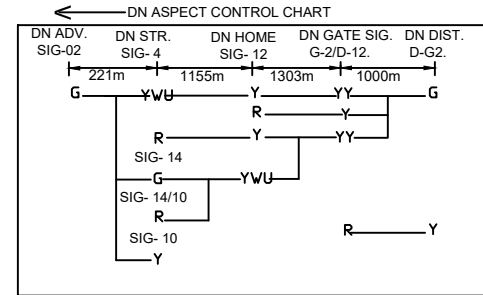 DN ASPECT CONTROL CHART
DN ADV. DN STR. DN HOME DN GATE SIG. DN DIST.
SIG-02 SIG- 4 SIG- 12 G-2/D-12. D-G2.
221m 1155m 1303m 1000m
G YWU Y YY G
R Y
R Y YY
SIG- 14
G YWU
SIG- 14/10
R R Y
SIG- 10
Y